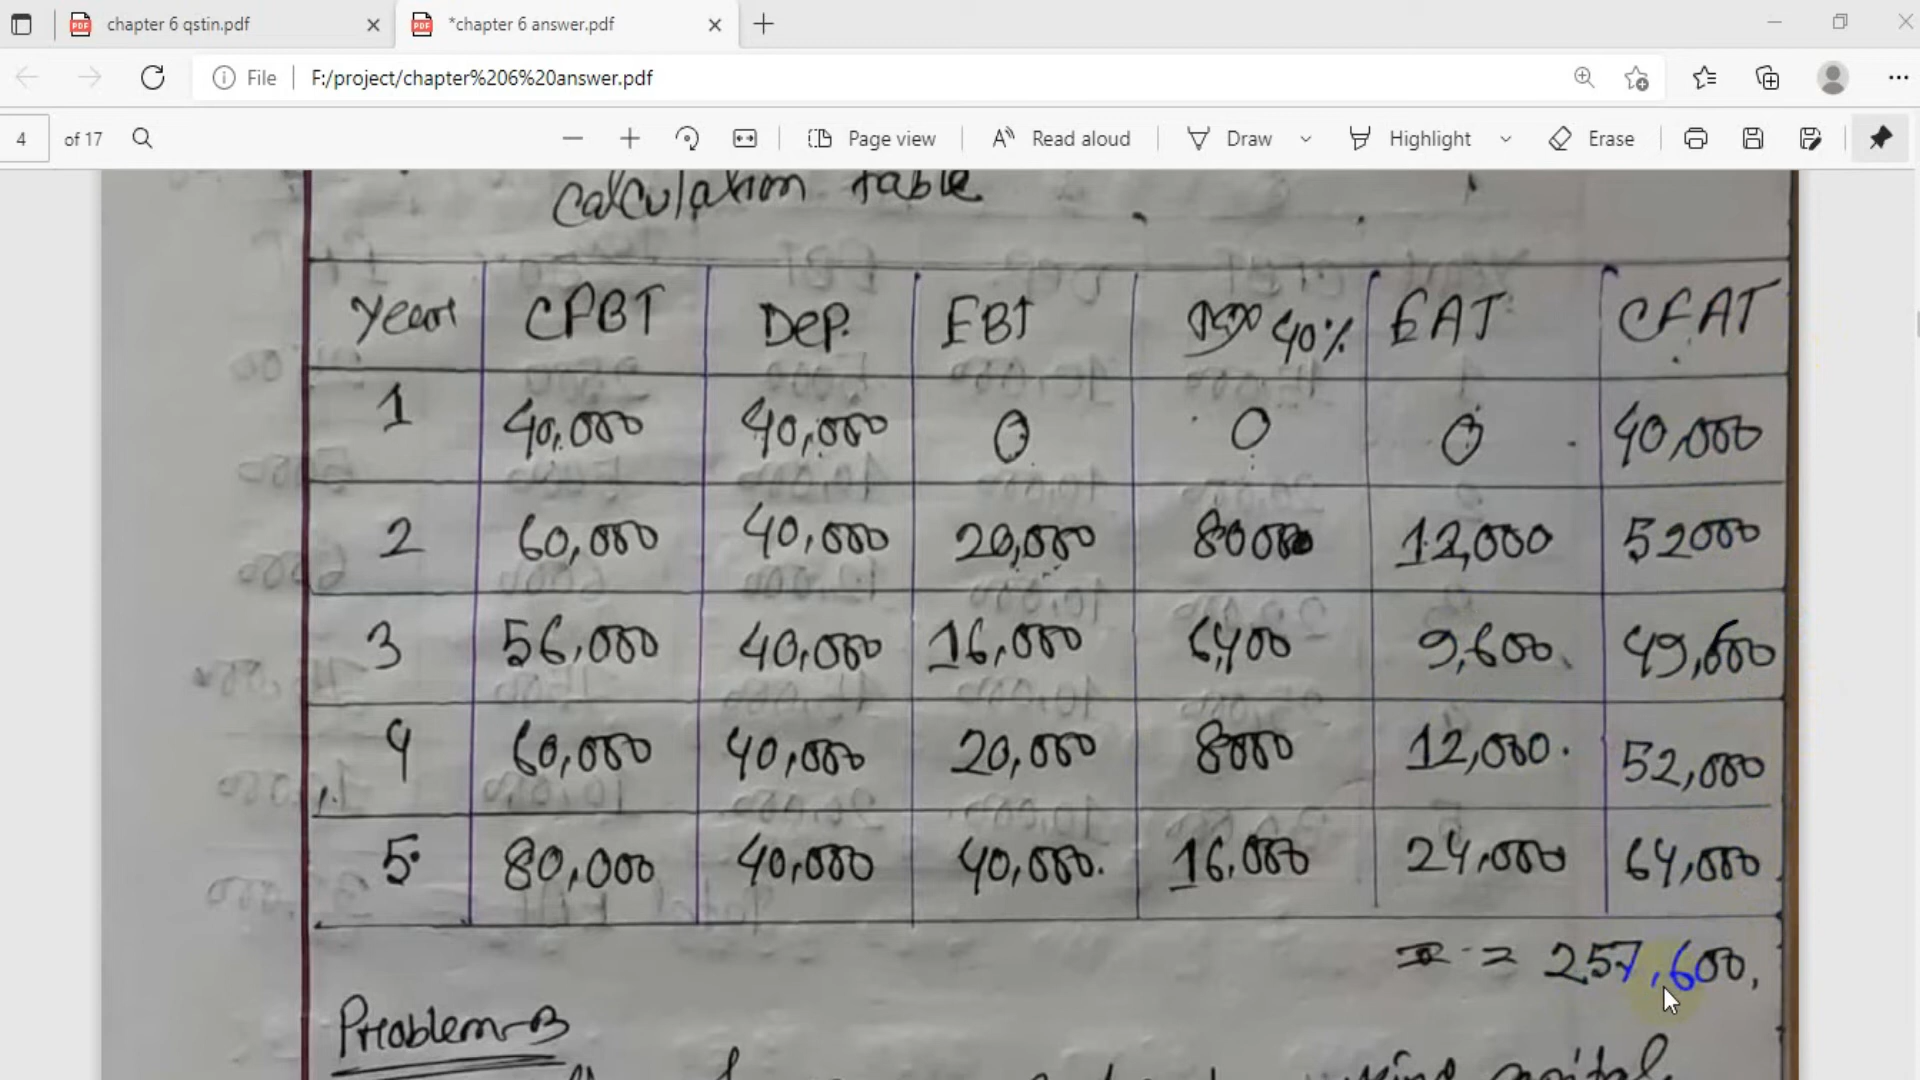 chapter 6 qstin.pdf
*chapter 6 answer.pdf
File
F:/project/chapter%206%20answer.pdf
4 of 17
Page view
Read aloud
Draw
Highlight
Erase
calculation table
Year CFBT Dep. EBT 40% EAT CFAT
1 40,000 40,000 0 0 0 40,000
2 60,000 40,000 20,000 8000 12,000 52000
3 56,000 40,000 16,000 6,400 9,600 49,600
4 60,000 40,000 20,000 8000 12,000 52,000
5 80,000 40,000 40,000 16,000 24,000 64,000
= 257,600
Problem-3
capital